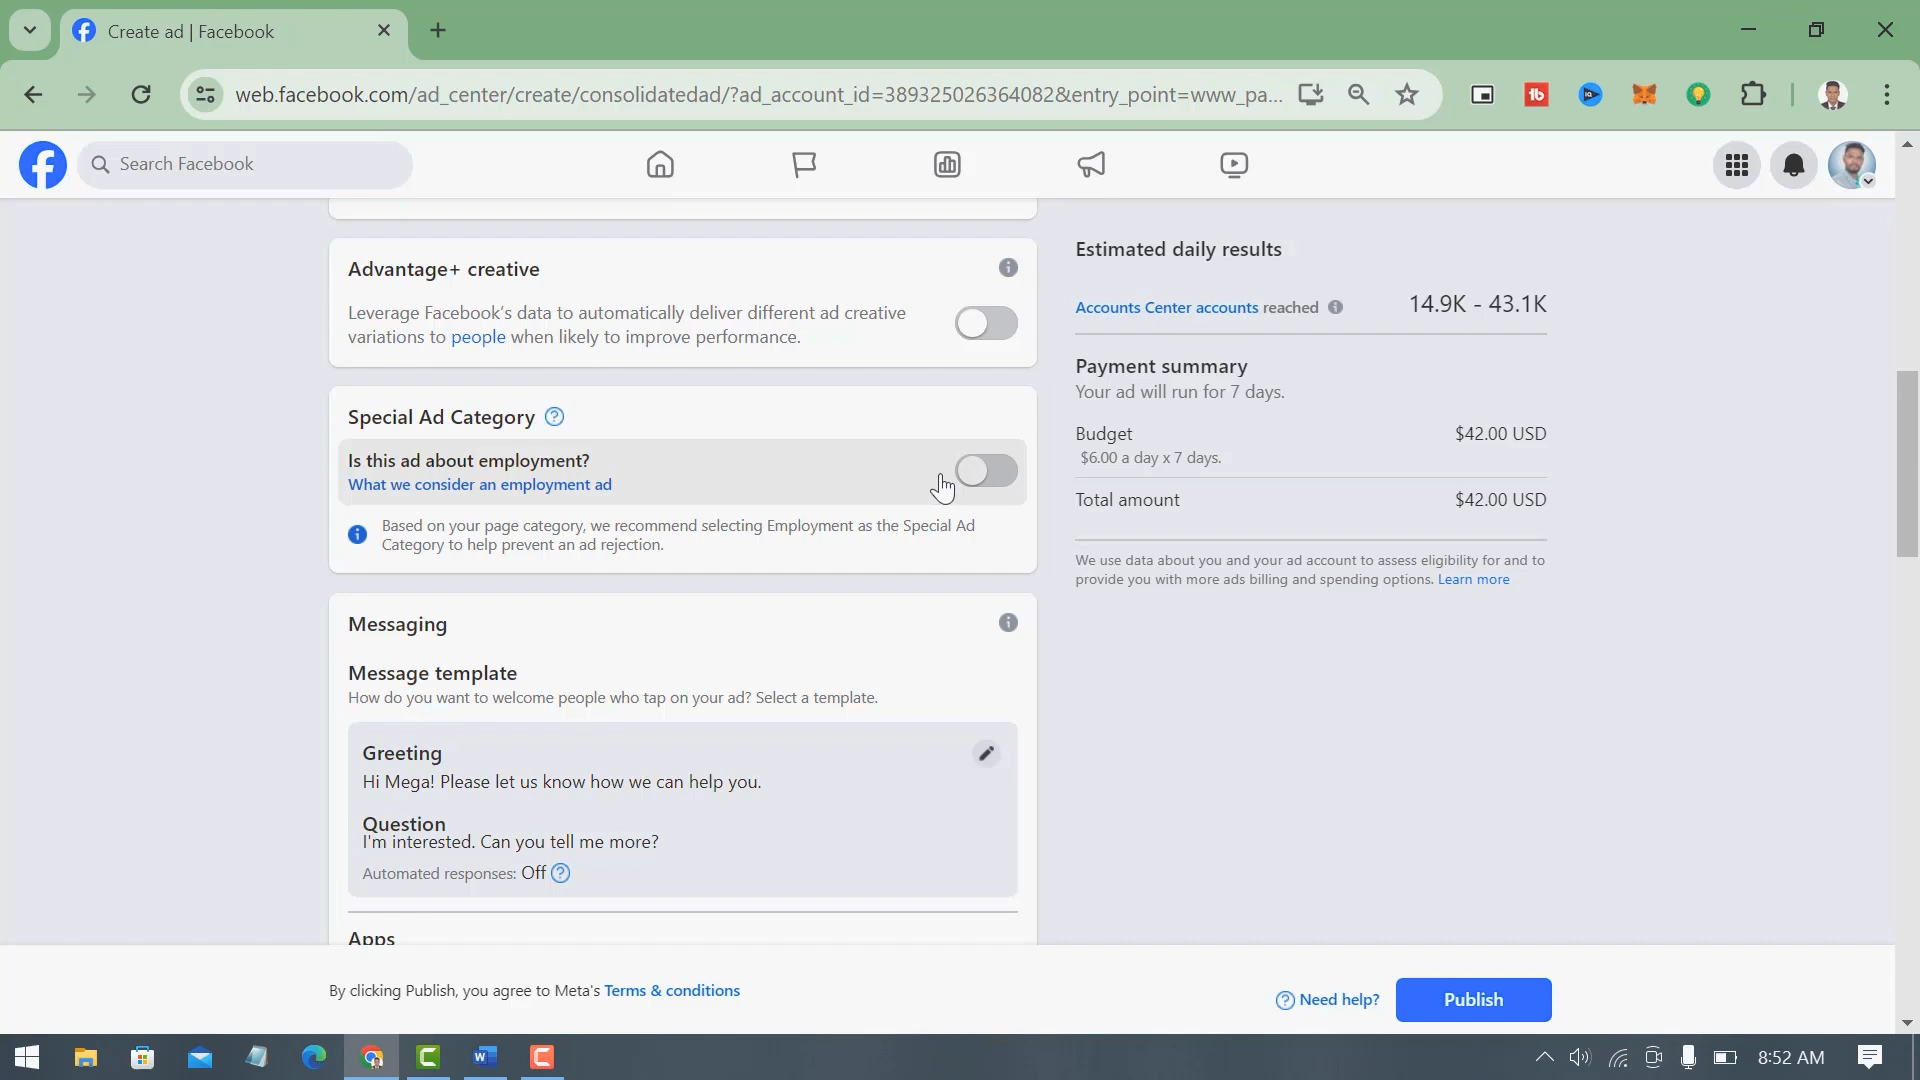 Create ad | Facebook
web.facebook.com/ad_center/create/consolidatedad/?ad_account_id=389325026364082&entry_point=www_pa...
Search Facebook
Advantage+ creative
Leverage Facebook's data to automatically deliver different ad creative
variations to people when likely to improve performance.
Special Ad Category
Is this ad about employment?
What we consider an employment ad
Based on your page category, we recommend selecting Employment as the Special Ad
Category to help prevent an ad rejection.
Messaging
Message template
How do you want to welcome people who tap on your ad? Select a template.
Greeting
Hi Mega! Please let us know how we can help you.
Question
I'm interested. Can you tell me more?
Automated responses: Off
Apps
Estimated daily results
Accounts Center accounts reached 14.9K - 43.1K
Payment summary
Your ad will run for 7 days.
Budget $42.00 USD
$6.00 a day x 7 days.
Total amount $42.00 USD
We use data about you and your ad account to assess eligibility for and to
provide you with more ads billing and spending options. Learn more
By clicking Publish, you agree to Meta's Terms & conditions
Need help?
Publish
8:52 AM